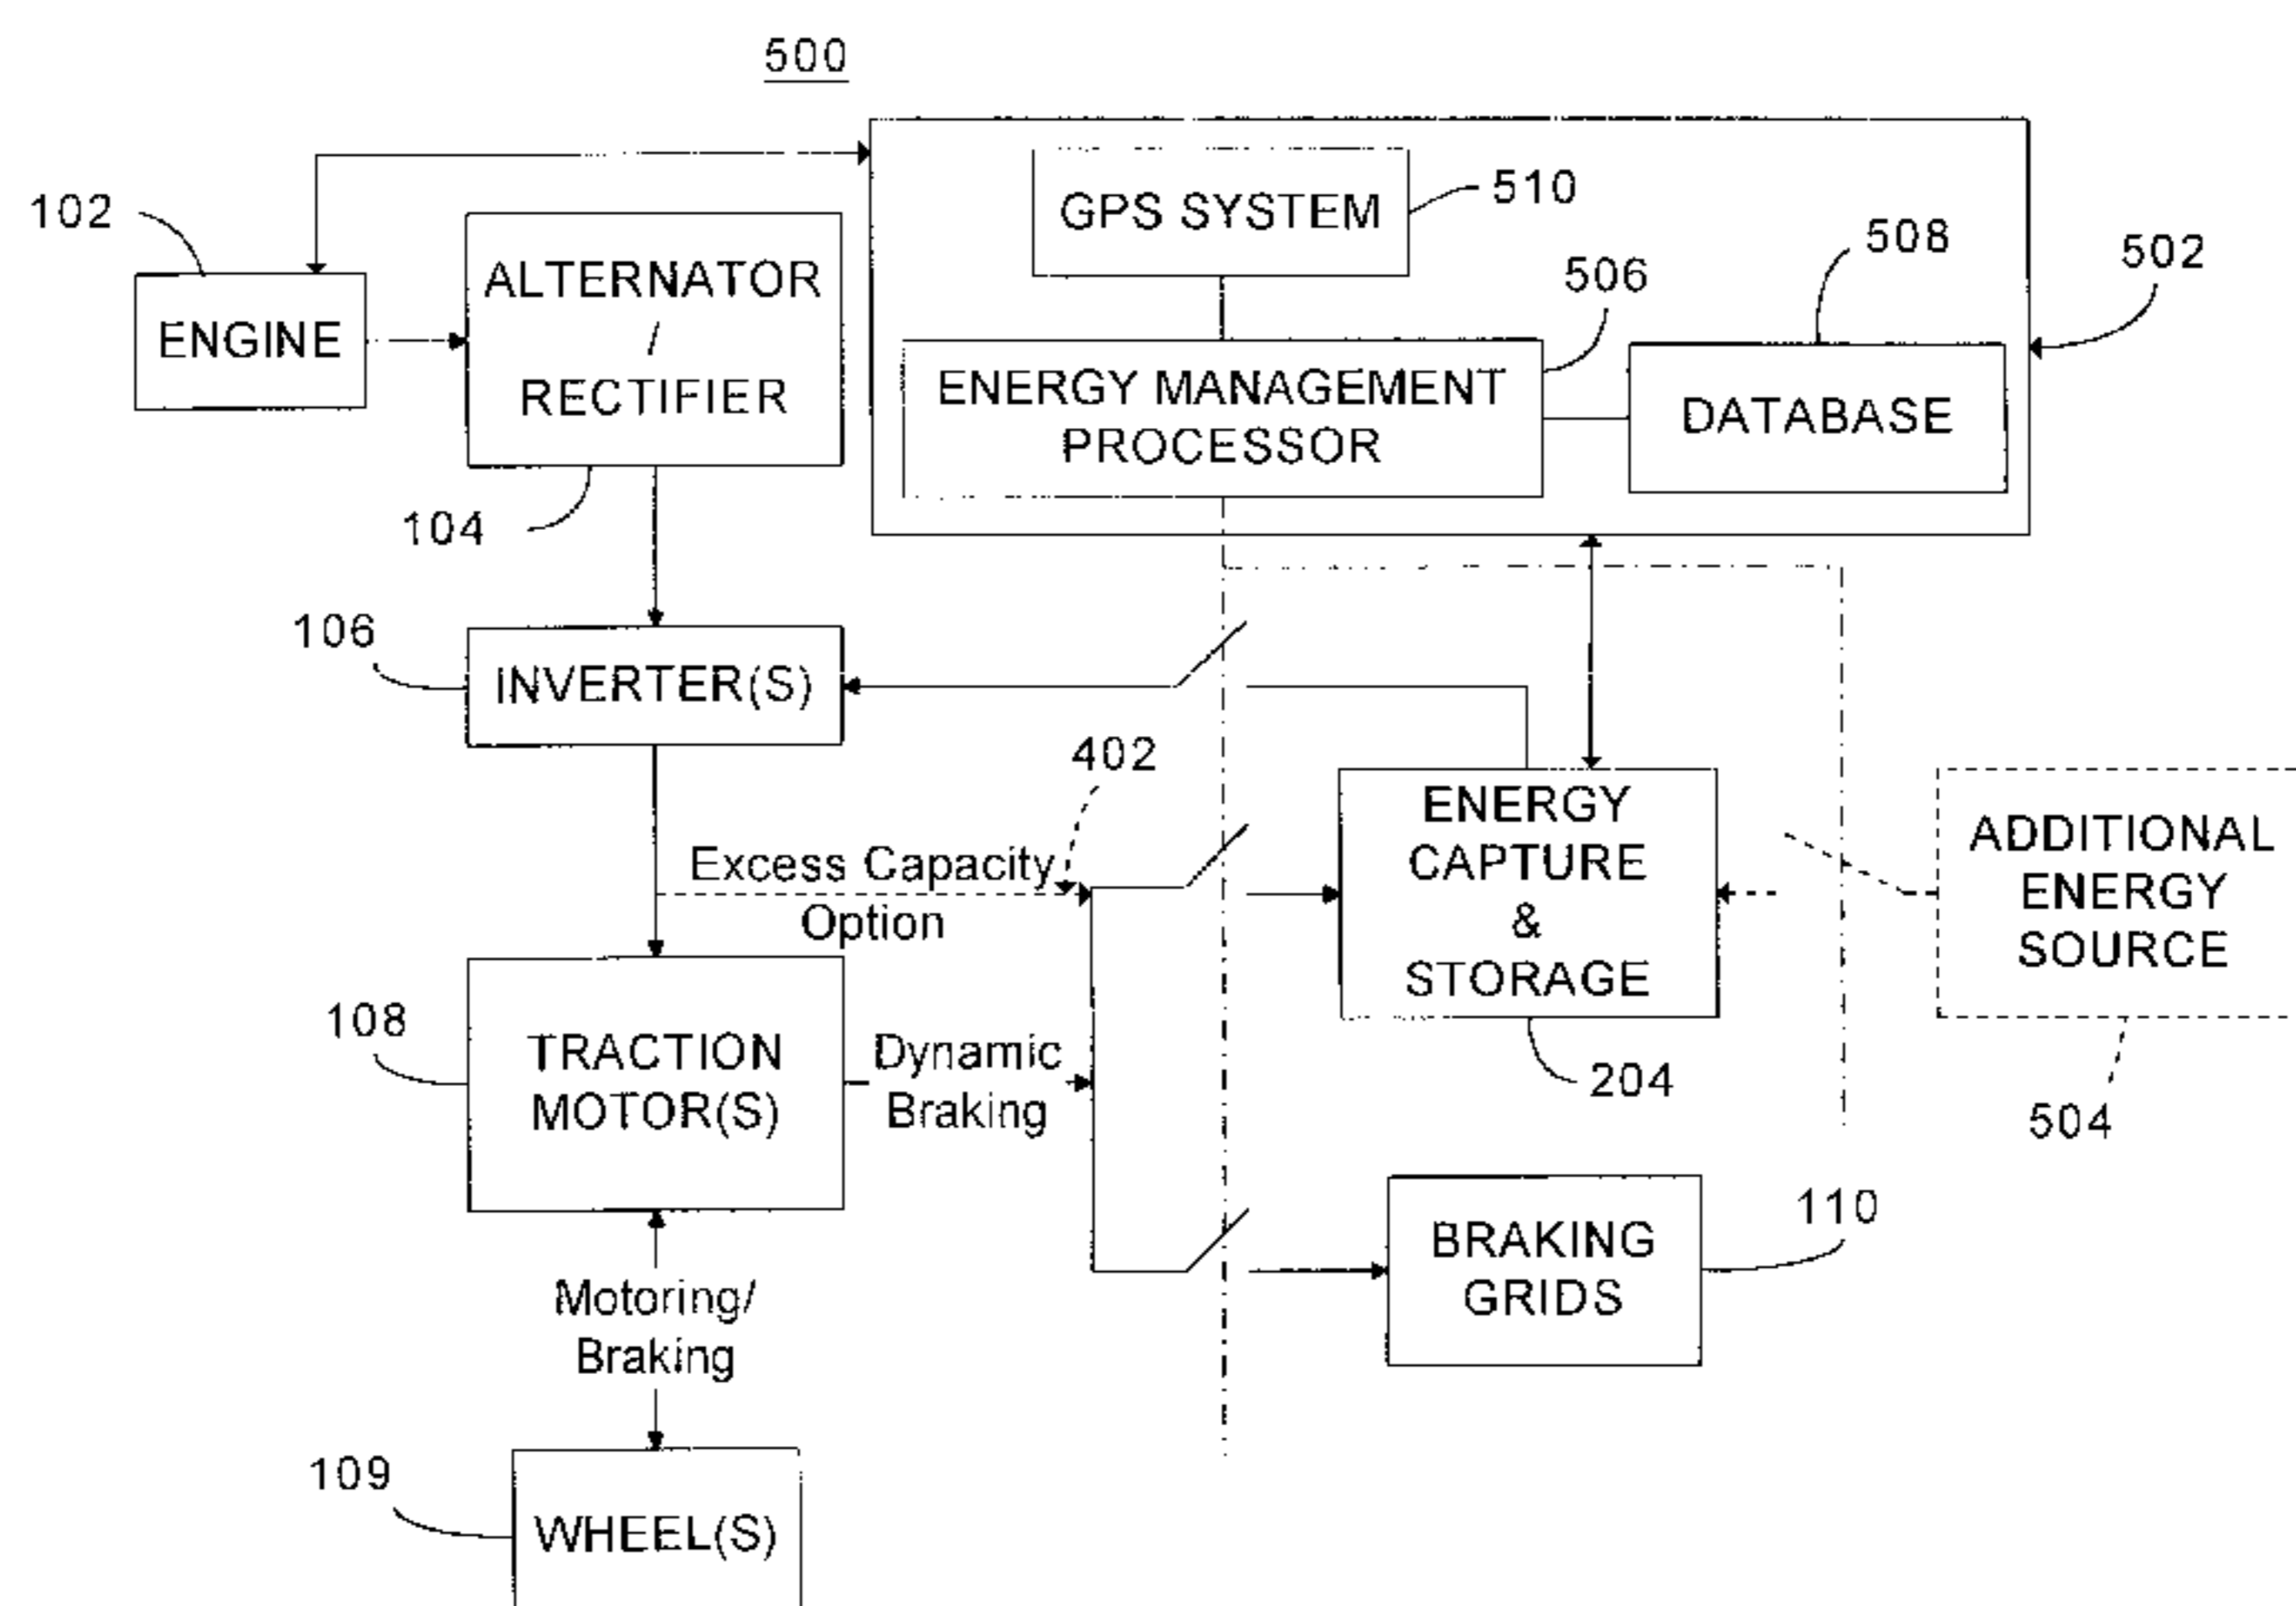 500
102
ENGINE
ALTERNATOR
/
RECTIFIER
104
GPS SYSTEM
510
506
508
502
ENERGY MANAGEMENT
PROCESSOR
DATABASE
106
INVERTER(S)
402
Excess Capacity
Option
ENERGY
CAPTURE
&
STORAGE
204
ADDITIONAL
ENERGY
SOURCE
504
108
TRACTION
MOTOR(S)
Dynamic
Braking
110
BRAKING
GRIDS
Motoring/
Braking
109
WHEEL(S)